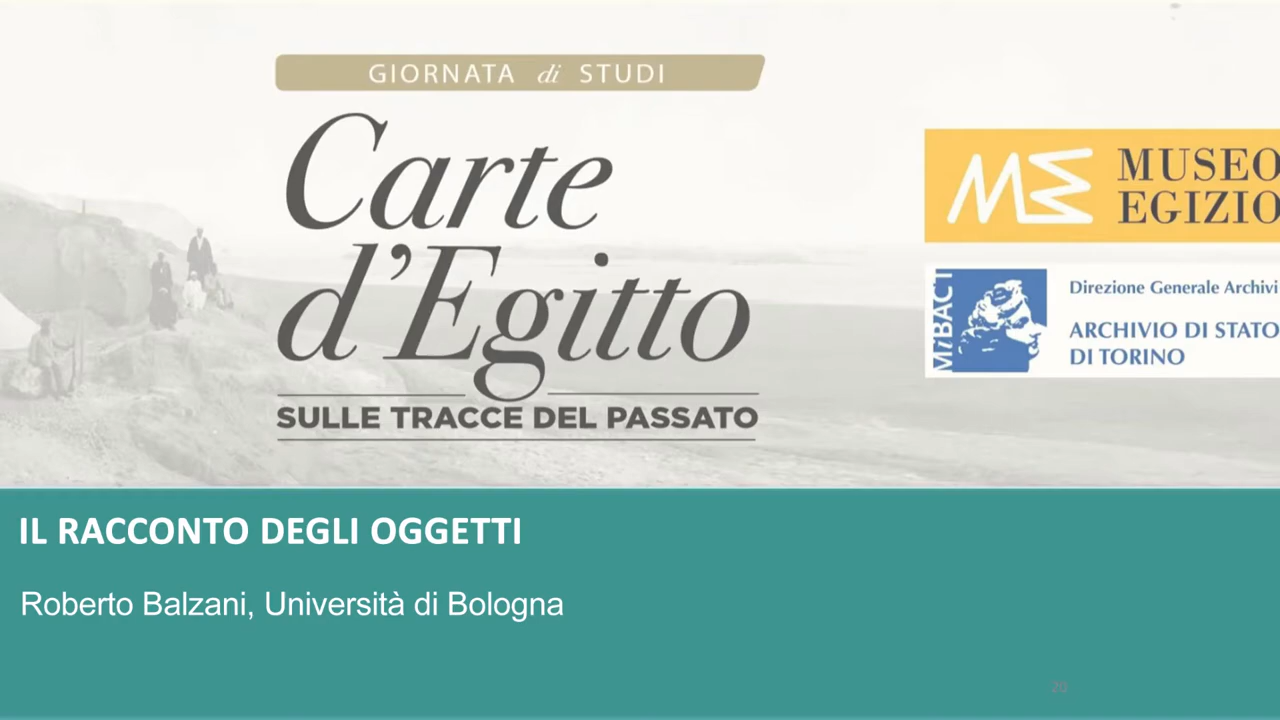 GIORNATA di STUDI
Carte
d'Egitto
SULLE TRACCE DEL PASSATO
MUSEO
EGIZIO
MiBACT
Direzione Generale Archivi
ARCHIVIO DI STATO
DI TORINO
IL RACCONTO DEGLI OGGETTI
Roberto Balzani, Università di Bologna
20